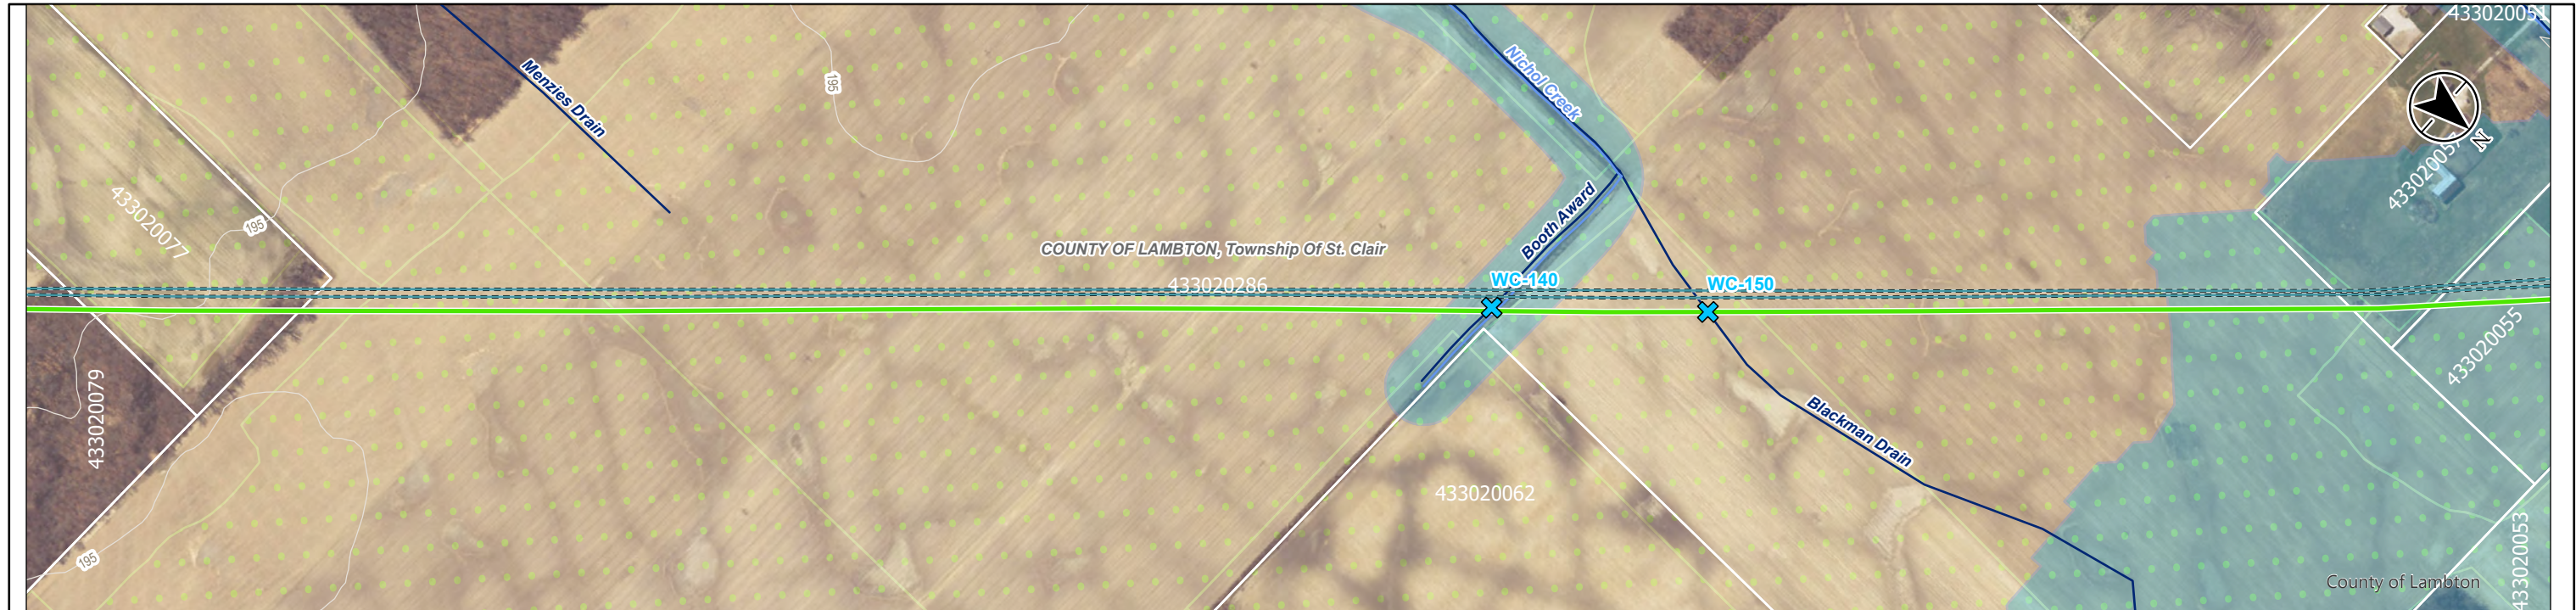 433020051
Nichol Creek
Menzies Drain
195
N
433020057
433020077
195
Booth Award
COUNTY OF LAMBTON, Township Of St. Clair
433020286
WC-140
WC-150
433020055
433020079
Blackman Drain
433020062
195
County of Lambton
433020053